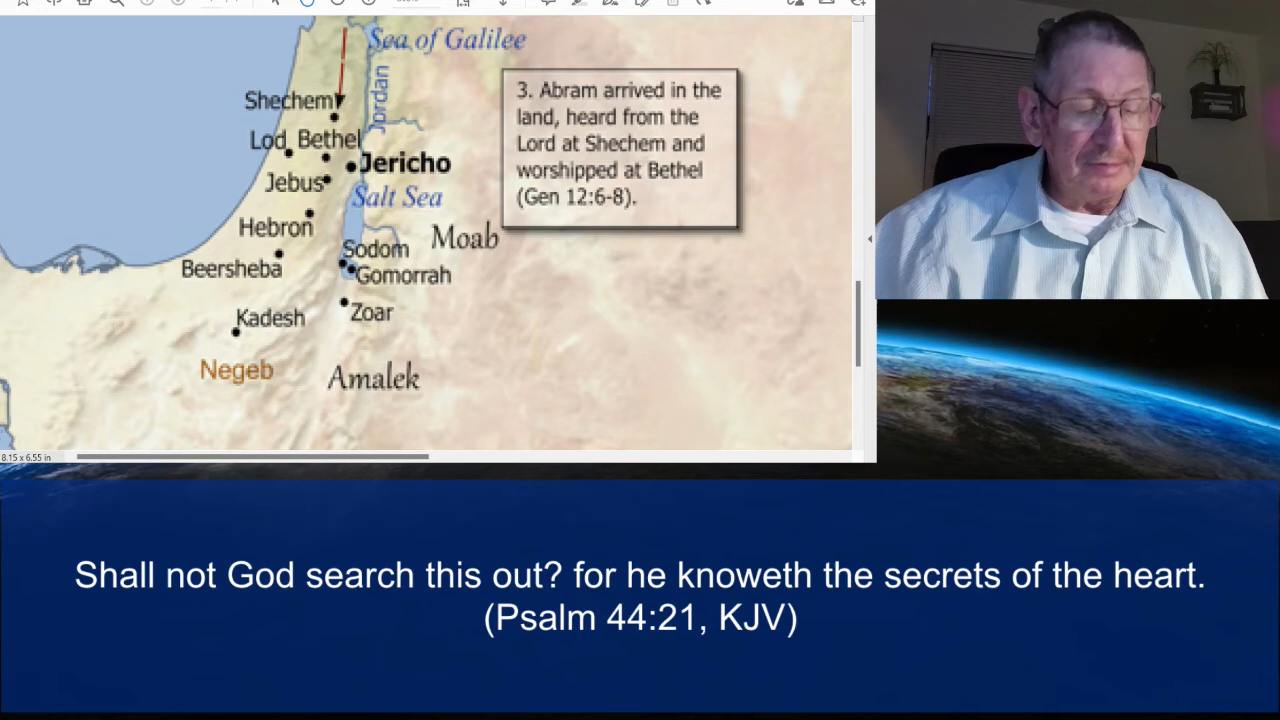 Sea of Galilee
Jordan
Shechem
Lod Bethel
Jericho
Jebus
Salt Sea
Hebron
Moab
Sodom
Beersheba
Gomorrah
Zoar
Kadesh
Negeb
Amalek
3. Abram arrived in the
land, heard from the
Lord at Shechem and
worshipped at Bethel
(Gen 12:6-8).
8.15 x 6.55 in
Shall not God search this out? for he knoweth the secrets of the heart.
(Psalm 44:21, KJV)